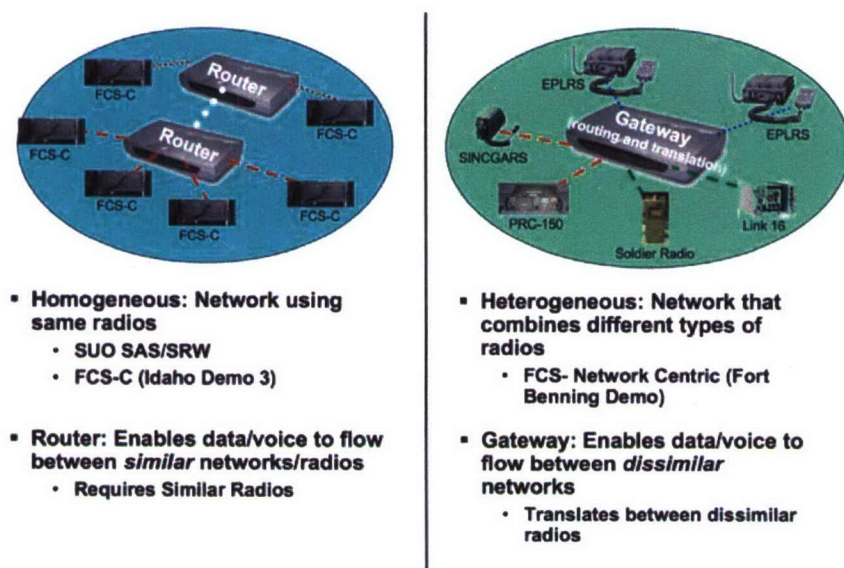 Router
FCS-C
FCS-C
Router
FCS-C
FCS-C
FCS-C
FCS-C
▪ Homogeneous: Network using
same radios
• SUO SAS/SRW
• FCS-C (Idaho Demo 3)
▪ Router: Enables data/voice to flow
between similar networks/radios
• Requires Similar Radios
EPLRS
EPLRS
Gateway
(routing and translation)
SINCGARS
PRC-150
Soldier Radio
Link 16
▪ Heterogeneous: Network that
combines different types of
radios
• FCS- Network Centric (Fort
Benning Demo)
▪ Gateway: Enables data/voice to
flow between dissimilar
networks
• Translates between dissimilar
radios